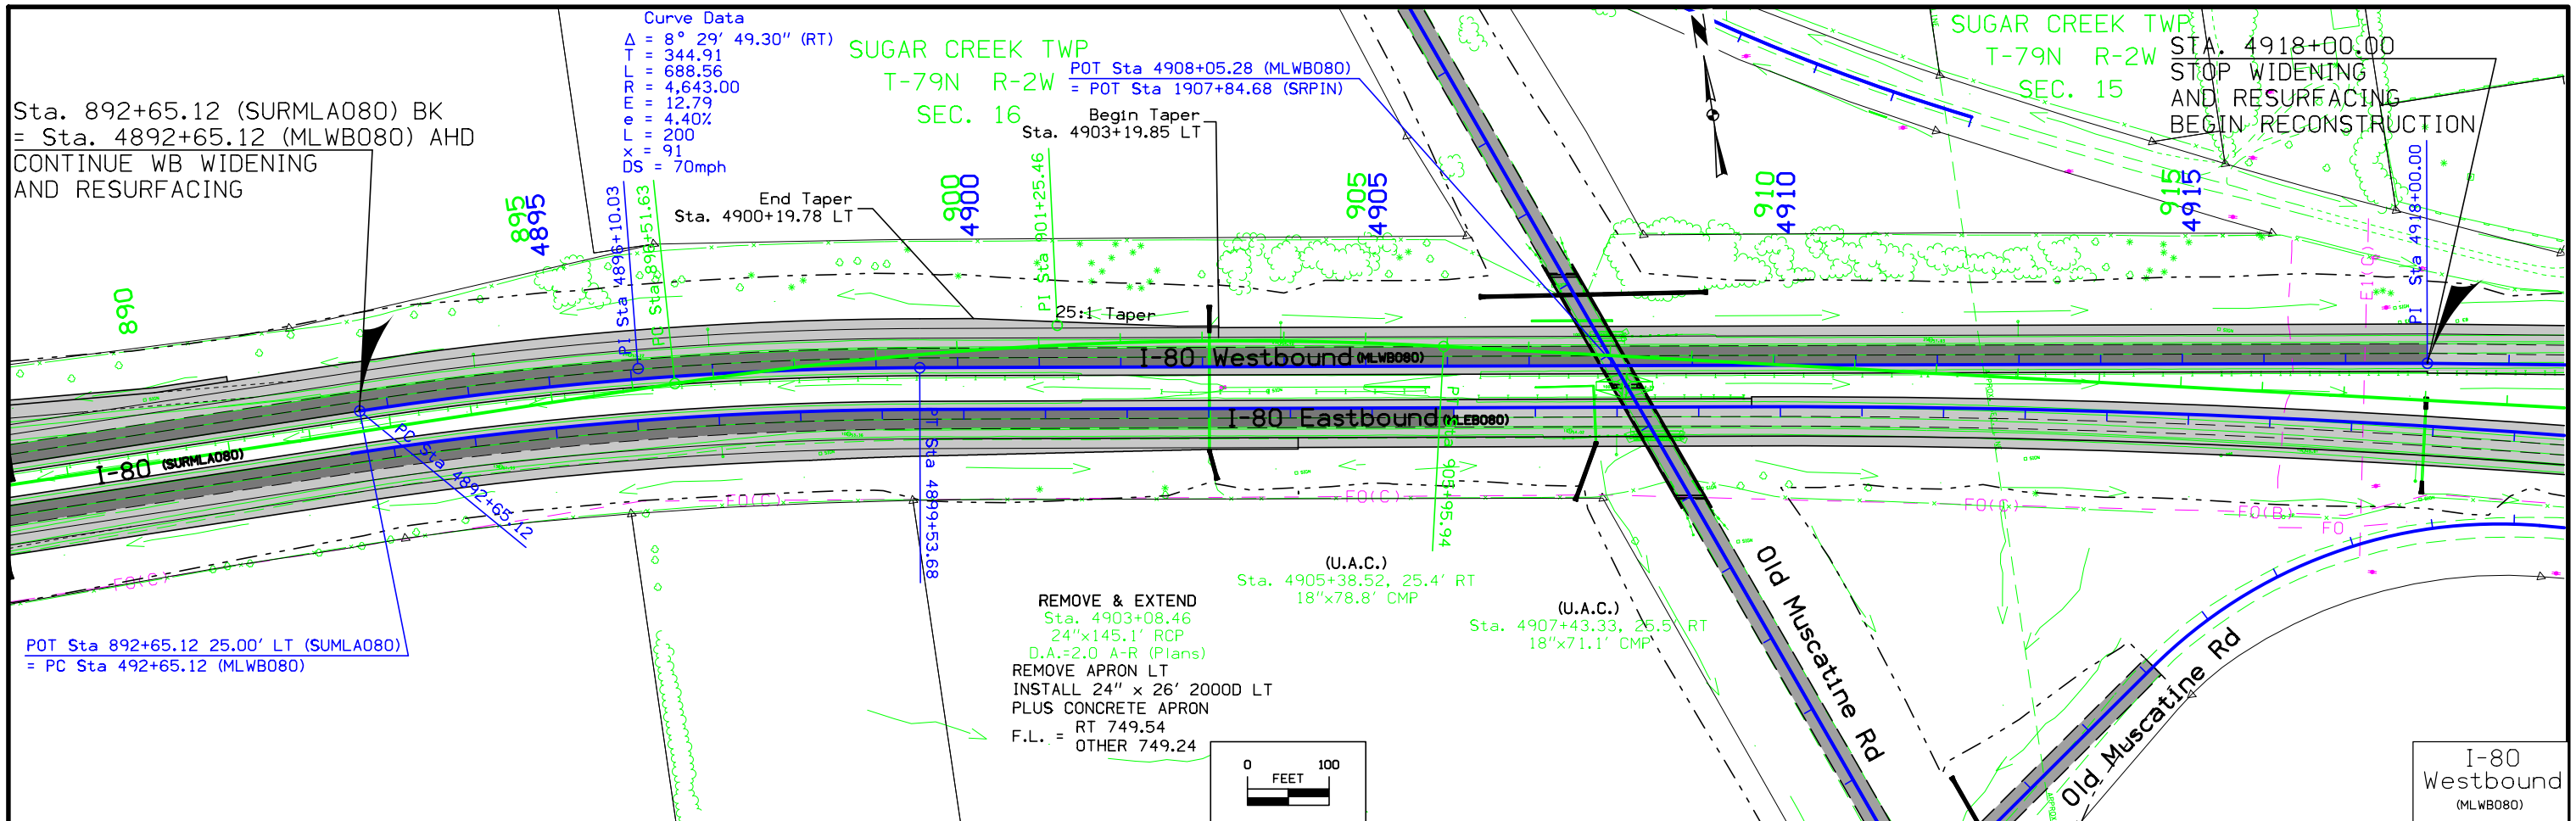 Curve Data
Δ = 8° 29' 49.30" (RT)
T = 344.91
L = 688.56
R = 4,643.00
E = 12.79
e = 4.40%
L = 200
x = 91
DS = 70mph
SUGAR CREEK TWP
T-79N R-2W
SEC. 16
POT Sta 4908+05.28 (MLWB080)
= POT Sta 1907+84.68 (SRPIN)
SUGAR CREEK TWP
T-79N R-2W
SEC. 15
STA. 4918+00.00
STOP WIDENING
AND RESURFACING
BEGIN RECONSTRUCTION
Sta. 892+65.12 (SURMLA080) BK
= Sta. 4892+65.12 (MLWB080) AHD
CONTINUE WB WIDENING
AND RESURFACING
Begin Taper
Sta. 4903+19.85 LT
End Taper
Sta. 4900+19.78 LT
890
895
4895
900
4900
905
4905
910
4910
915
4915
PI Sta 4896+10.03
PC Sta 896+51.63
PI Sta 901+25.46
PI Sta 4918+00.00
E1(C)
25:1 Taper
I-80 Westbound (MLWB080)
I-80 Eastbound (MLEB080)
I-80 (SURMLA080)
PC Sta 4892+65.12
PT Sta 4899+53.68
PT Sta 905+95.94
FO(C)
FO(C)
FO(C)
FO(C)
FO(B)
FO
POT Sta 892+65.12 25.00' LT (SUMLA080)
= PC Sta 492+65.12 (MLWB080)
(U.A.C.)
Sta. 4905+38.52, 25.4' RT
18"x78.8' CMP
(U.A.C.)
Sta. 4907+43.33, 25.5' RT
18"x71.1' CMP
REMOVE & EXTEND
Sta. 4903+08.46
24"x145.1' RCP
D.A.=2.0 A-R (Plans)
REMOVE APRON LT
INSTALL 24" x 26' 2000D LT
PLUS CONCRETE APRON
F.L. = RT 749.54
OTHER 749.24
Old Muscatine Rd
Old Muscatine Rd
0 100
FEET
I-80
Westbound
(MLWB080)